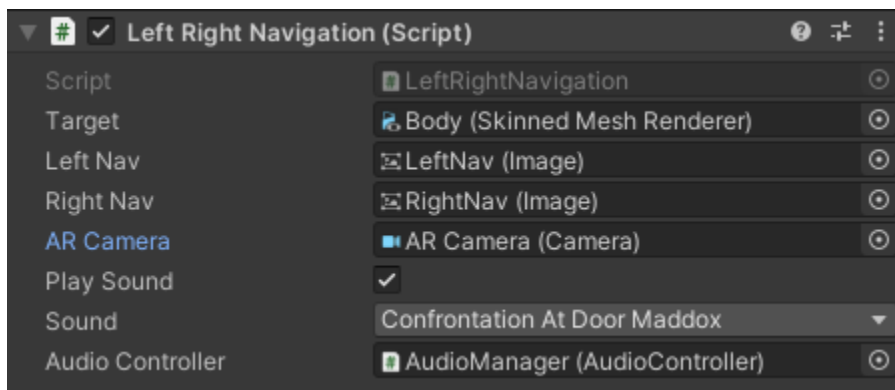 # Left Right Navigation (Script)
Script # LeftRightNavigation
Target Body (Skinned Mesh Renderer)
Left Nav LeftNav (Image)
Right Nav RightNav (Image)
AR Camera AR Camera (Camera)
Play Sound
Sound Confrontation At Door Maddox
Audio Controller # AudioManager (AudioController)